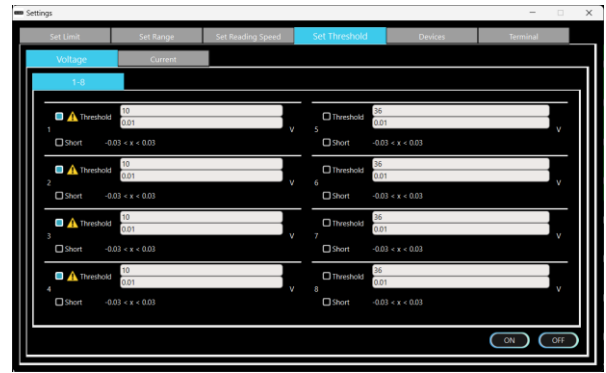 Settings
Set Limit Set Range Set Reading Speed Set Threshold Devices Terminal
Voltage Current
1-8
1 Threshold 10 0.01 V
Short -0.03 < x < 0.03
5 Threshold 36 0.01 V
Short -0.03 < x < 0.03
2 Threshold 10 0.01 V
Short -0.03 < x < 0.03
6 Threshold 36 0.01 V
Short -0.03 < x < 0.03
3 Threshold 10 0.01 V
Short -0.03 < x < 0.03
7 Threshold 36 0.01 V
Short -0.03 < x < 0.03
4 Threshold 10 0.01 V
Short -0.03 < x < 0.03
8 Threshold 36 0.01 V
Short -0.03 < x < 0.03
ON OFF